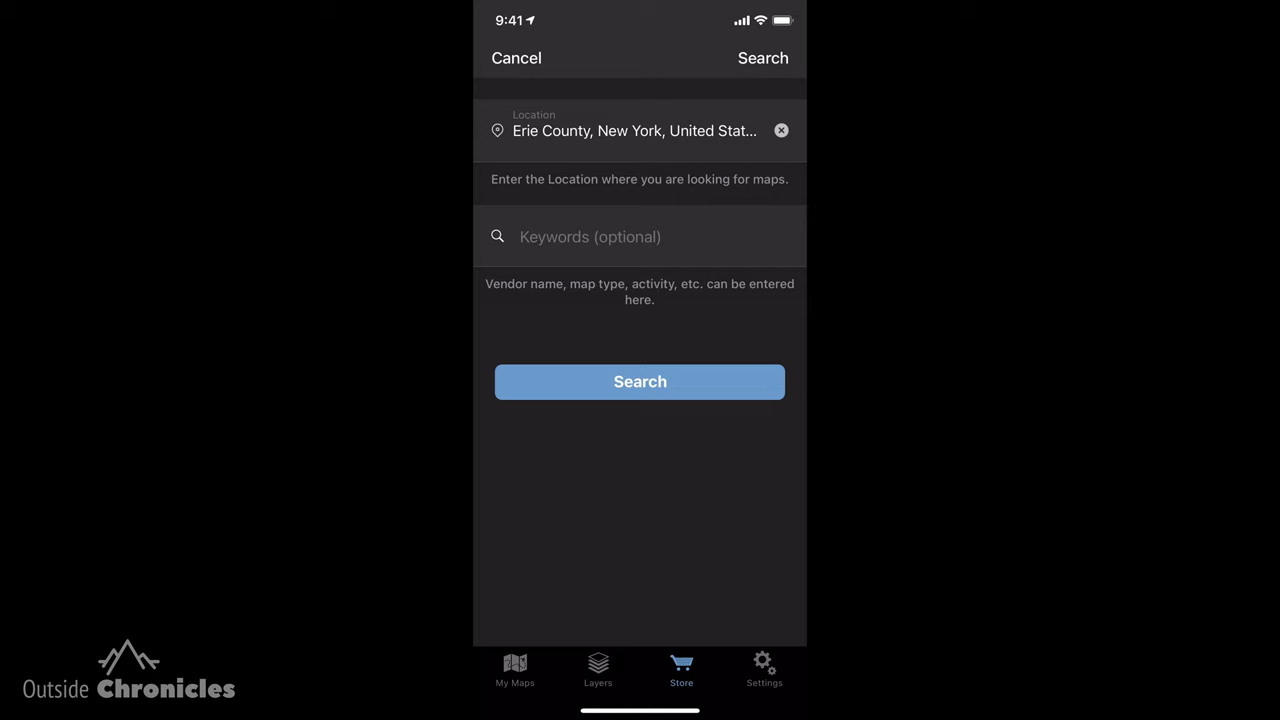 9:41
Cancel
Search
Location
Erie County, New York, United Stat...
Enter the Location where you are looking for maps.
Keywords (optional)
Vendor name, map type, activity, etc. can be entered
here.
Search
My Maps
Layers
Store
Settings
Outside Chronicles